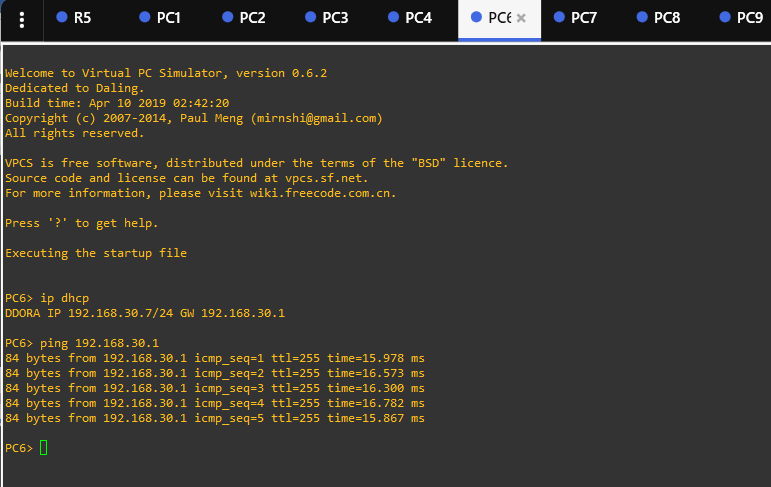 R5 PC1 PC2 PC3 PC4 PC6 PC7 PC8 PC9
Welcome to Virtual PC Simulator, version 0.6.2
Dedicated to Daling.
Build time: Apr 10 2019 02:42:20
Copyright (c) 2007-2014, Paul Meng (mirnshi@gmail.com)
All rights reserved.
VPCS is free software, distributed under the terms of the "BSD" licence.
Source code and license can be found at vpcs.sf.net.
For more information, please visit wiki.freecode.com.cn.
Press '?' to get help.
Executing the startup file
PC6> ip dhcp
DDORA IP 192.168.30.7/24 GW 192.168.30.1
PC6> ping 192.168.30.1
84 bytes from 192.168.30.1 icmp_seq=1 ttl=255 time=15.978 ms
84 bytes from 192.168.30.1 icmp_seq=2 ttl=255 time=16.573 ms
84 bytes from 192.168.30.1 icmp_seq=3 ttl=255 time=16.300 ms
84 bytes from 192.168.30.1 icmp_seq=4 ttl=255 time=16.782 ms
84 bytes from 192.168.30.1 icmp_seq=5 ttl=255 time=15.867 ms
PC6>